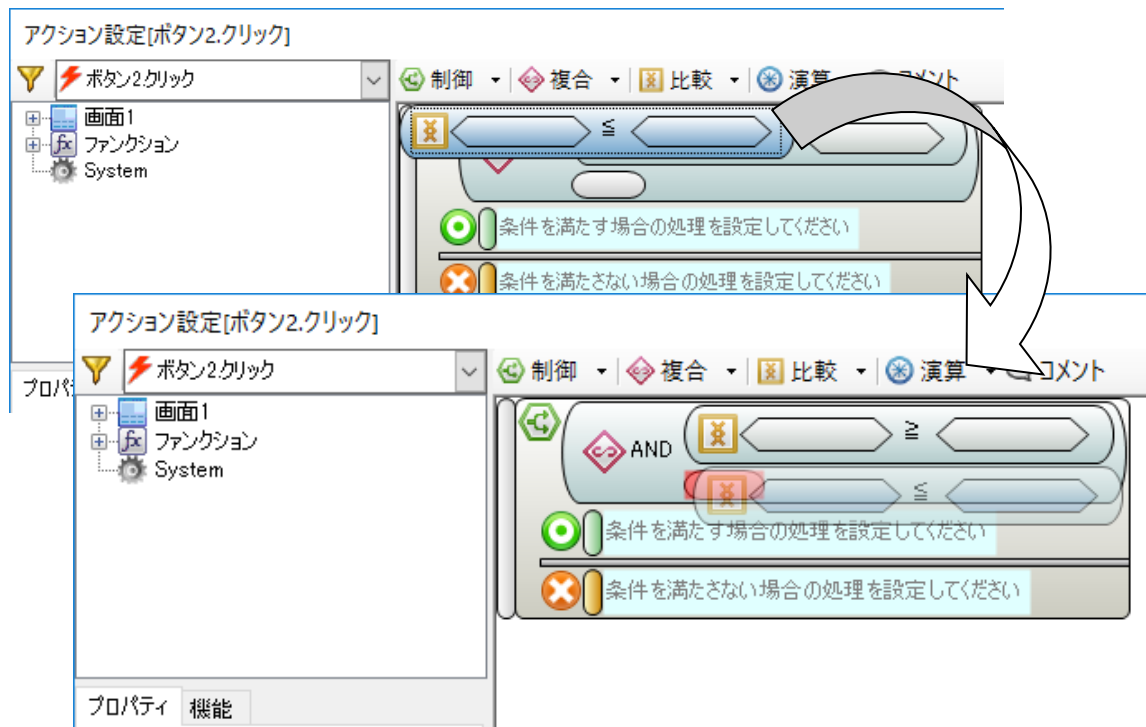 アクション設定[ボタン2.クリック]
ボタン2.クリック
制御 複合 比較 演算 コメント
画面1
ファンクション
System
≦
条件を満たす場合の処理を設定してください
条件を満たさない場合の処理を設定してください
アクション設定[ボタン2.クリック]
ボタン2.クリック
制御 複合 比較 演算 コメント
画面1
ファンクション
System
AND ≧
≦
条件を満たす場合の処理を設定してください
条件を満たさない場合の処理を設定してください
プロパティ 機能